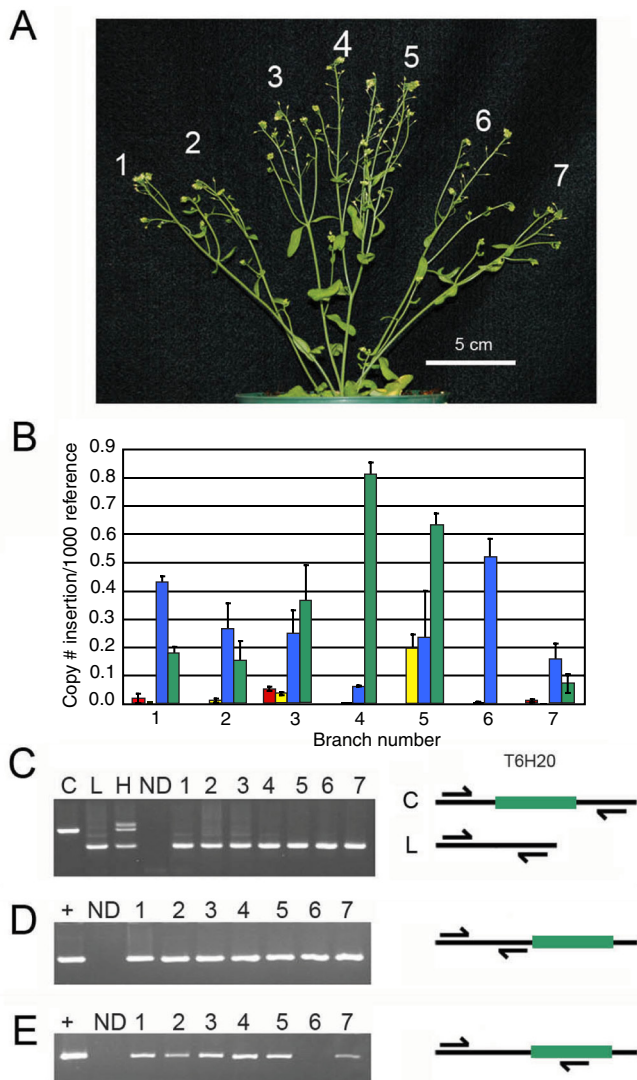 A
1 2 3 4 5 6 7
5 cm
B
Copy # insertion/1000 reference
0.9
0.8
0.7
0.6
0.5
0.4
0.3
0.2
0.1
0.0
1 2 3 4 5 6 7
Branch number
C
C L H ND 1 2 3 4 5 6 7
T6H20
C
L
D
+ ND 1 2 3 4 5 6 7
E
+ ND 1 2 3 4 5 6 7